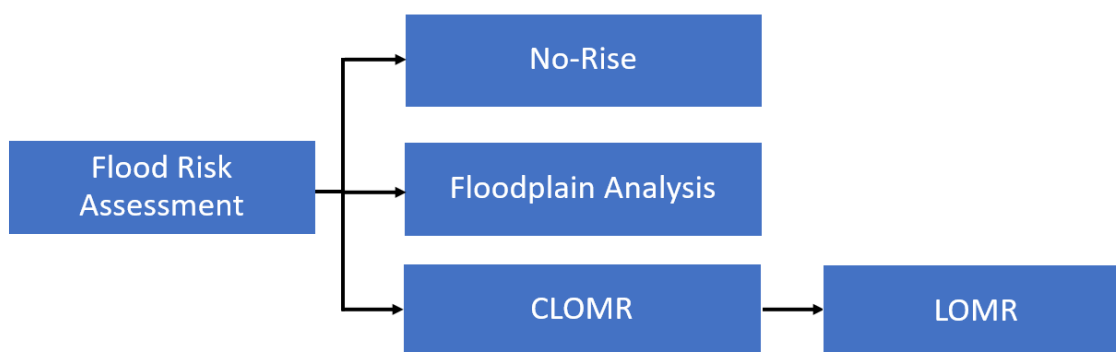 No-Rise
Flood Risk
Assessment
Floodplain Analysis
CLOMR
LOMR